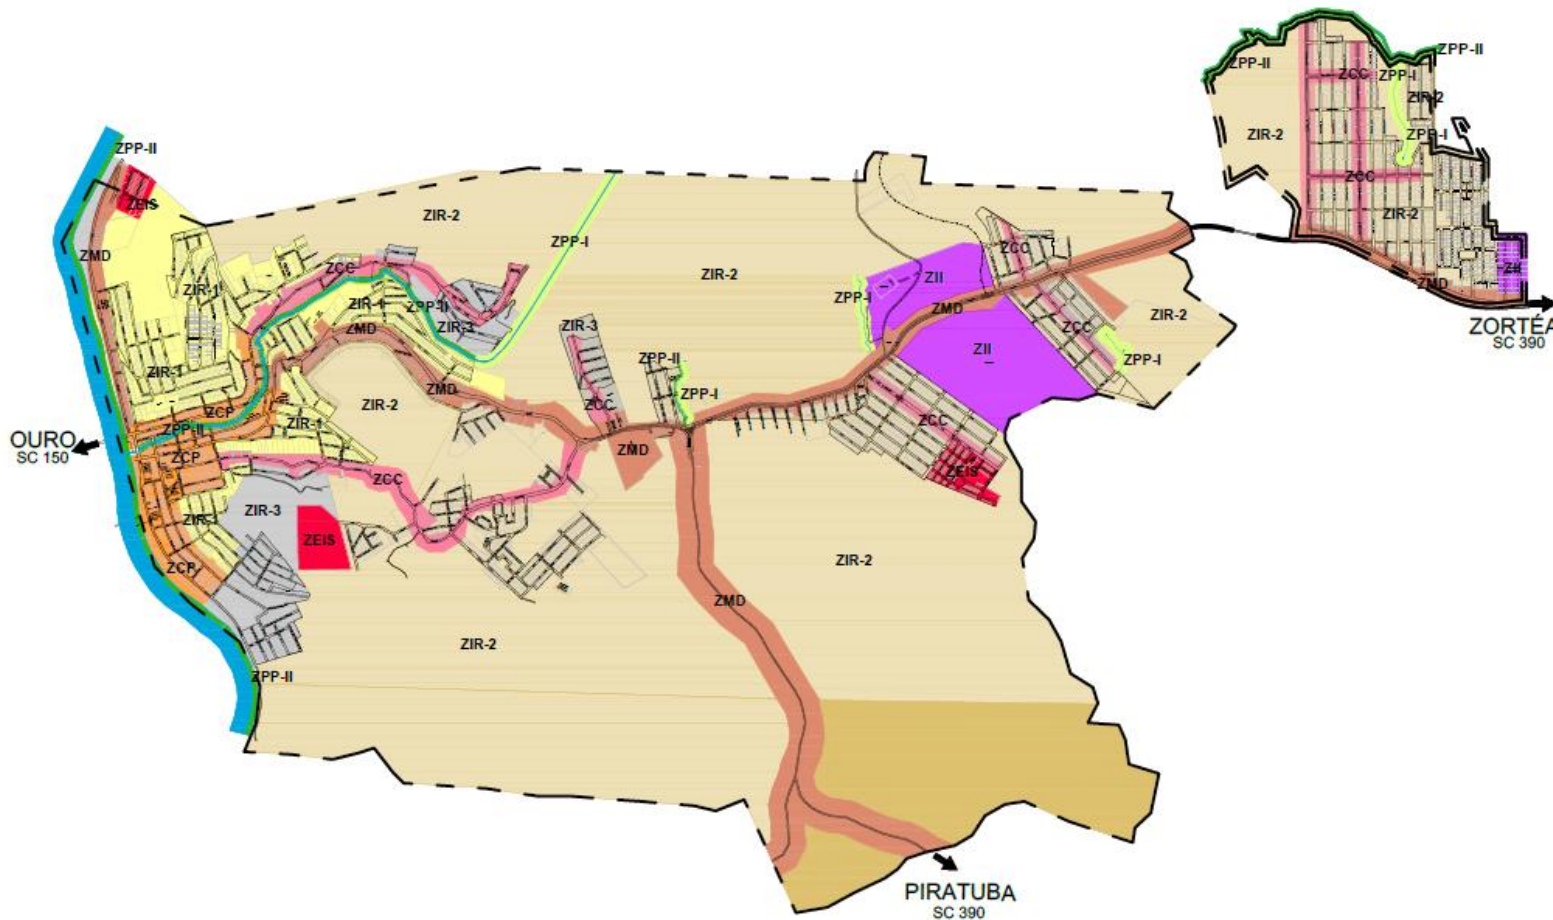 ZPP-II
ZPP-II
ZCC
ZPP-I
ZIR-2
ZIR-2
ZPP-I
ZPP-II
ZCC
ZEIS
ZIR-2
ZIR-2
ZPP-I
ZCC
ZMD
ZCC
ZIR-2
ZII
ZII
ZIR-1
ZIR-1
ZPP-II
ZPP-I
ZMD
ZMD
ZIR-2
ZORTÉA
SC 390
ZMD
ZIR-3
ZIR-3
ZCC
ZII
ZPP-II
ZPP-I
ZIR-1
ZMD
ZPP-I
ZIR-2
ZCC
ZCP
ZIR-1
ZCC
ZPP-II
OURO
SC 150
ZCP
ZMD
ZCC
ZEIS
ZIR-3
ZIR-1
ZEIS
ZCP
ZIR-2
ZMD
ZIR-2
ZPP-II
PIRATUBA
SC 390